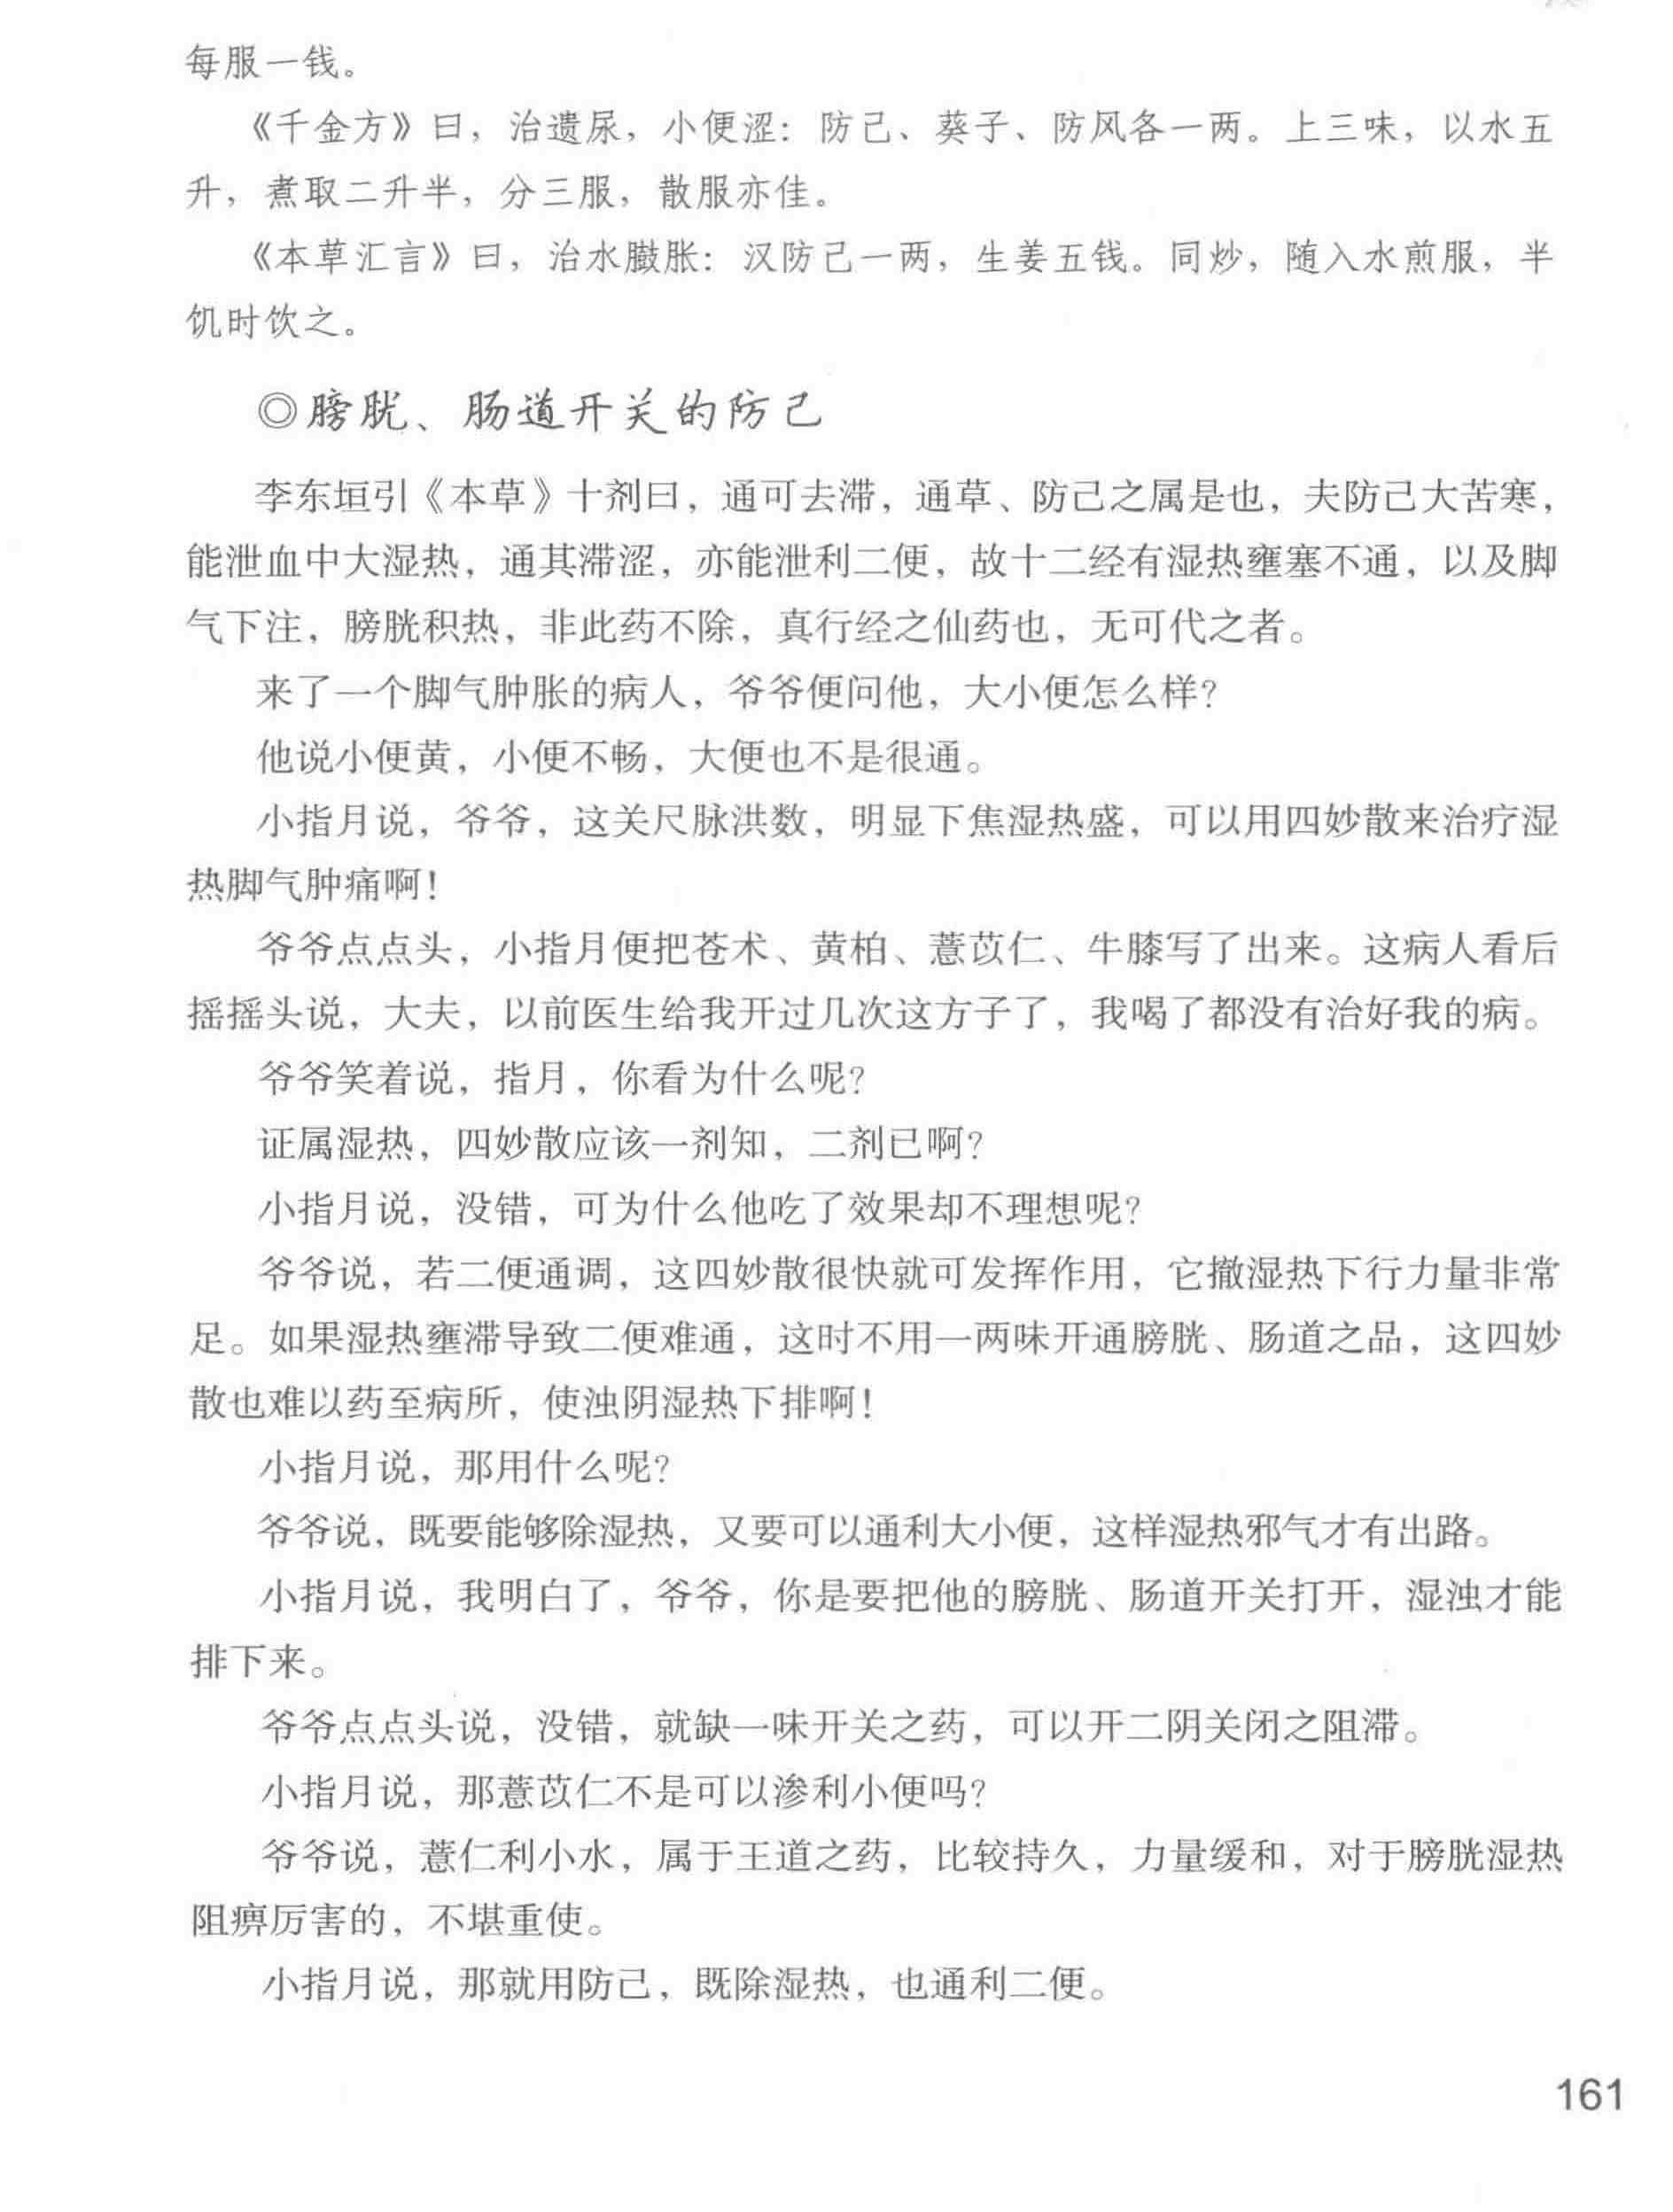 每服一钱。
《千金方》曰，治遗尿，小便涩：防己、葵子、防风各一两。上三味，以水五
升，煮取二升半，分三服，散服亦佳。
《本草汇言》曰，治水臌胀：汉防己一两，生姜五钱。同炒，随入水煎服，半
饥时饮之。
◎膀胱、肠道开关的防己
李东垣引《本草》十剂曰，通可去滞，通草、防己之属是也，夫防己大苦寒，
能泄血中大湿热，通其滞涩，亦能泄利二便，故十二经有湿热壅塞不通，以及脚
气下注，膀胱积热，非此药不除，真行经之仙药也，无可代之者。
来了一个脚气肿胀的病人，爷爷便问他，大小便怎么样？
他说小便黄，小便不畅，大便也不是很通。
小指月说，爷爷，这关尺脉洪数，明显下焦湿热盛，可以用四妙散来治疗湿
热脚气肿痛啊！
爷爷点点头，小指月便把苍术、黄柏、薏苡仁、牛膝写了出来。这病人看后
摇摇头说，大夫，以前医生给我开过几次这方子了，我喝了都没有治好我的病。
爷爷笑着说，指月，你看为什么呢？
证属湿热，四妙散应该一剂知，二剂已啊？
小指月说，没错，可为什么他吃了效果却不理想呢？
爷爷说，若二便通调，这四妙散很快就可发挥作用，它撤湿热下行力量非常
足。如果湿热壅滞导致二便难通，这时不用一两味开通膀胱、肠道之品，这四妙
散也难以药至病所，使浊阴湿热下排啊！
小指月说，那用什么呢？
爷爷说，既要能够除湿热，又要可以通利大小便，这样湿热邪气才有出路。
小指月说，我明白了，爷爷，你是要把他的膀胱、肠道开关打开，湿浊才能
排下来。
爷爷点点头说，没错，就缺一味开关之药，可以开二阴关闭之阻滞。
小指月说，那薏苡仁不是可以渗利小便吗？
爷爷说，薏仁利小水，属于王道之药，比较持久，力量缓和，对于膀胱湿热
阻痹厉害的，不堪重使。
小指月说，那就用防己，既除湿热，也通利二便。
161